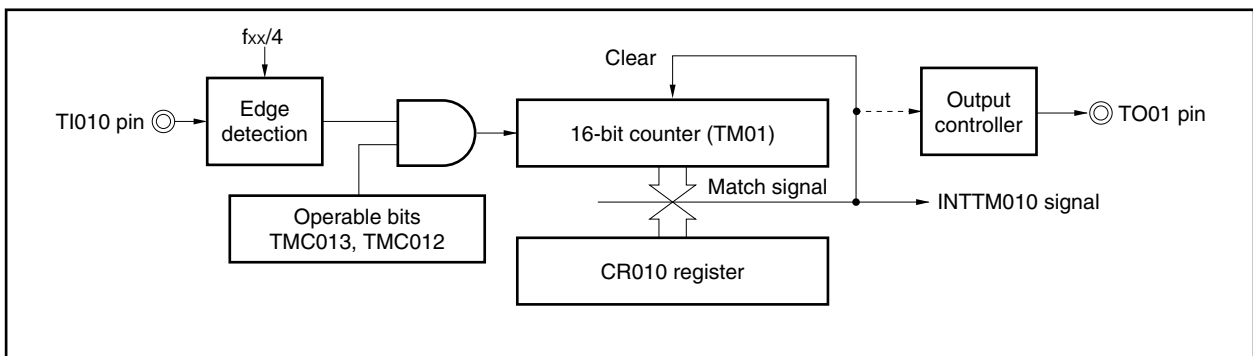 fxx/4
Clear
TI010 pin
Edge
detection
16-bit counter (TM01)
Output
controller
TO01 pin
Match signal
INTTM010 signal
Operable bits
TMC013, TMC012
CR010 register